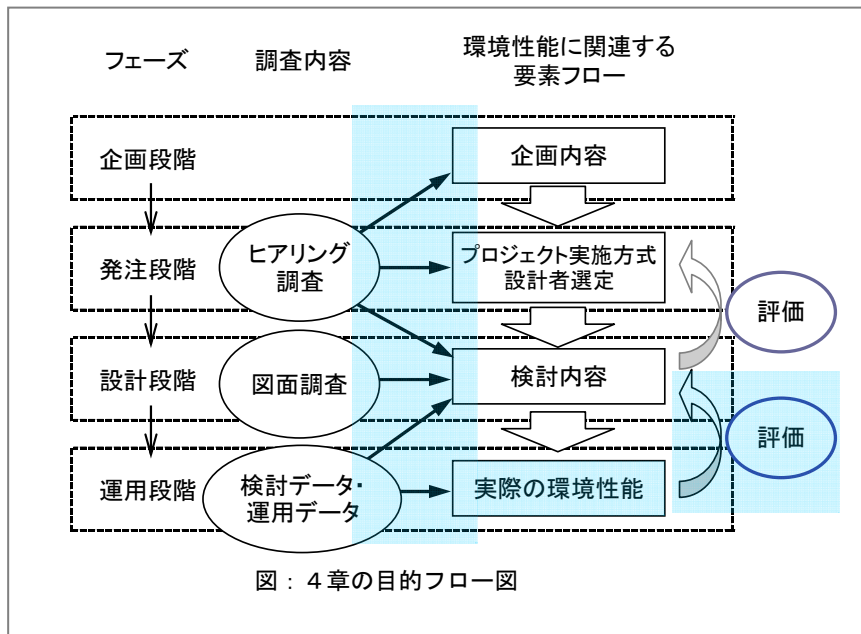 フェーズ
調査内容
環境性能に関連する
要素フロー
企画段階
企画内容
発注段階
ヒアリング
調査
プロジェクト実施方式
設計者選定
評価
設計段階
図面調査
検討内容
評価
運用段階
検討データ・
運用データ
実際の環境性能
図：４章の目的フロー図